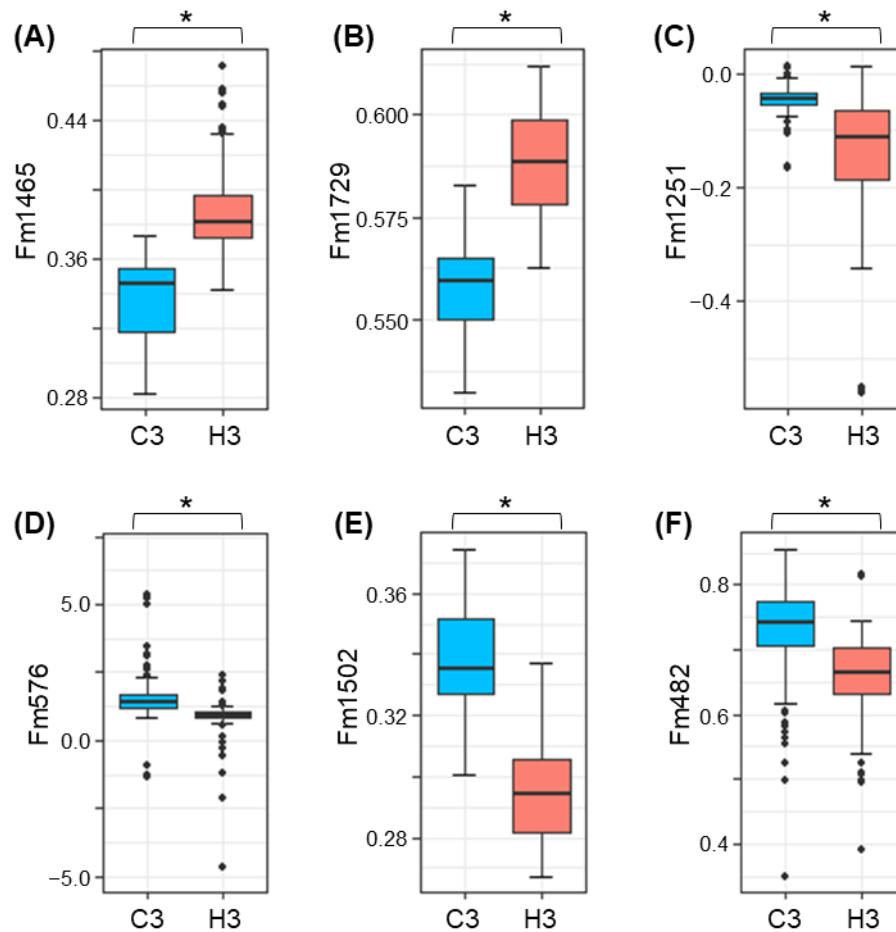 (A)
*
Fm1465
0.44
0.36
0.28
C3 H3
(B)
*
Fm1729
0.600
0.575
0.550
C3 H3
(C)
*
Fm1251
0.0
−0.2
−0.4
C3 H3
(D)
*
Fm576
5.0
0.0
−5.0
C3 H3
(E)
*
Fm1502
0.36
0.32
0.28
C3 H3
(F)
*
Fm482
0.8
0.6
0.4
C3 H3